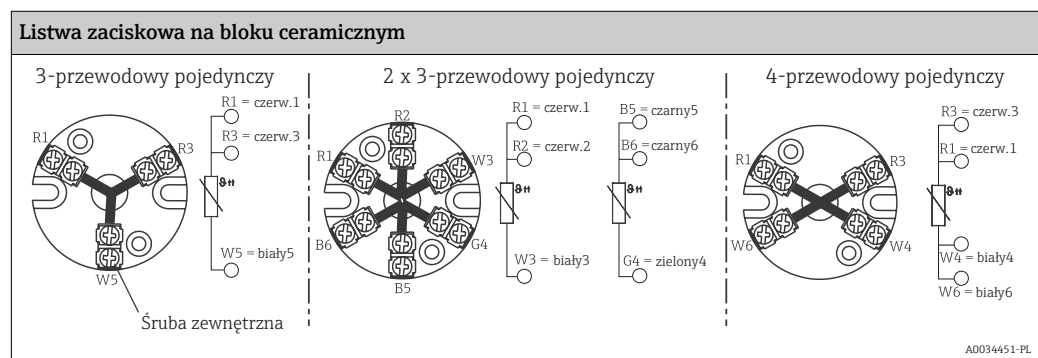 Listwa zaciskowa na bloku ceramicznym
3-przewodowy pojedynczy
R1 = czerw.1
R3 = czerw.3
R1
R3
ϑ
W5 = biały5
W5
Śruba zewnętrzna
2 x 3-przewodowy pojedynczy
R2
R1
W3
B6
G4
B5
R1 = czerw.1
R2 = czerw.2
ϑ
W3 = biały3
B5 = czarny5
B6 = czarny6
ϑ
G4 = zielony4
4-przewodowy pojedynczy
R1
R3
W6
W4
R3 = czerw.3
R1 = czerw.1
ϑ
W4 = biały4
W6 = biały6
A0034451-PL